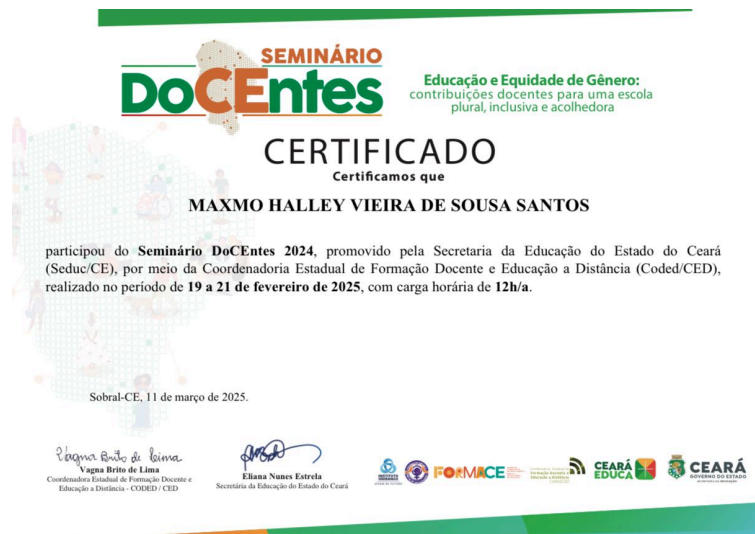 SEMINÁRIO
DoCEntes
Educação e Equidade de Gênero:
contribuições docentes para uma escola
plural, inclusiva e acolhedora
CERTIFICADO
Certificamos que
MAXMO HALLEY VIEIRA DE SOUSA SANTOS
participou do Seminário DoCEntes 2024, promovido pela Secretaria da Educação do Estado do Ceará
(Seduc/CE), por meio da Coordenadoria Estadual de Formação Docente e Educação a Distância (Coded/CED),
realizado no período de 19 a 21 de fevereiro de 2025, com carga horária de 12h/a.
Sobral-CE, 11 de março de 2025.
Vagna Brito de Lima
Vagna Brito de Lima
Coordenadora Estadual de Formação Docente e
Educação a Distância - CODED / CED
Eliana Nunes Estrela
Secretária da Educação do Estado do Ceará
FORMACE
CEARÁ
EDUCA
CEARÁ
GOVERNO DO ESTADO